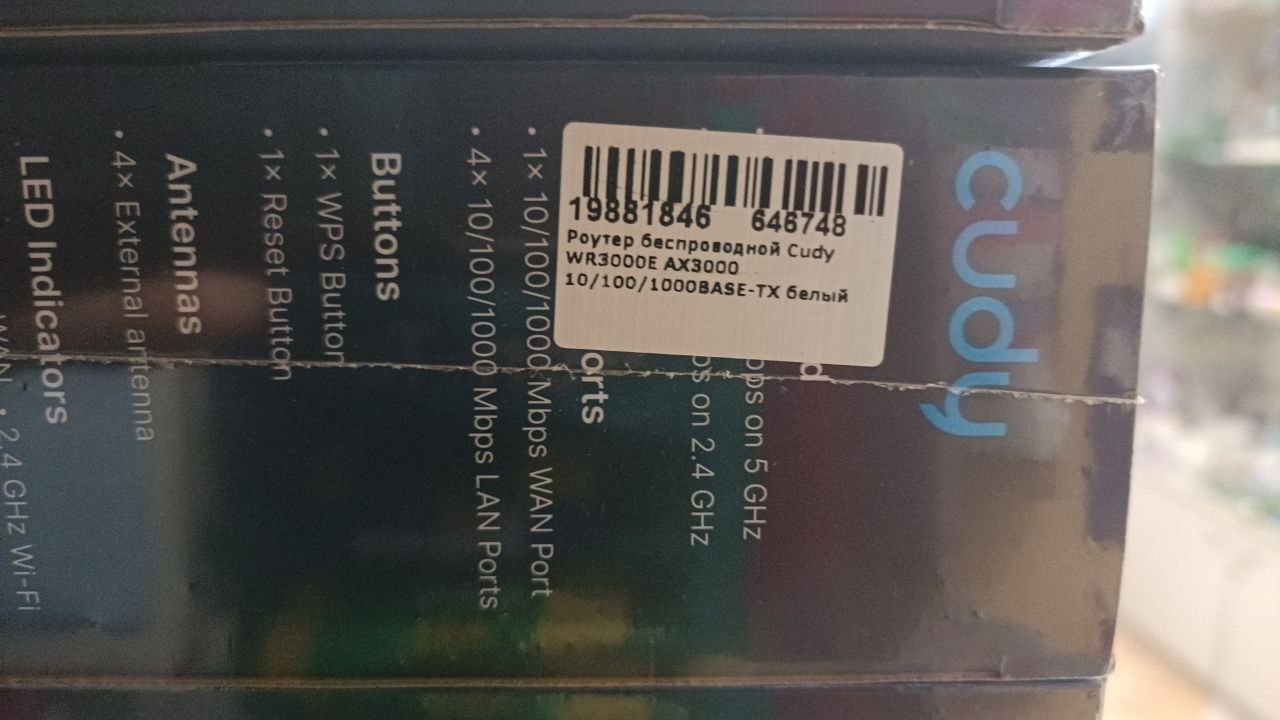 cudy
19881846 646748
Роутер беспроводной Cudy
WR3000E AX3000
10/100/1000BASE-TX белый
on 5 GHz
on 2.4 GHz
• 1× 10/100/1000 Mbps WAN Port
• 4× 10/100/1000 Mbps LAN Ports
Buttons
• 1× WPS Button
• 1× Reset Button
Antennas
• 4× External antenna
LED Indicators
• 2.4 GHz Wi-Fi